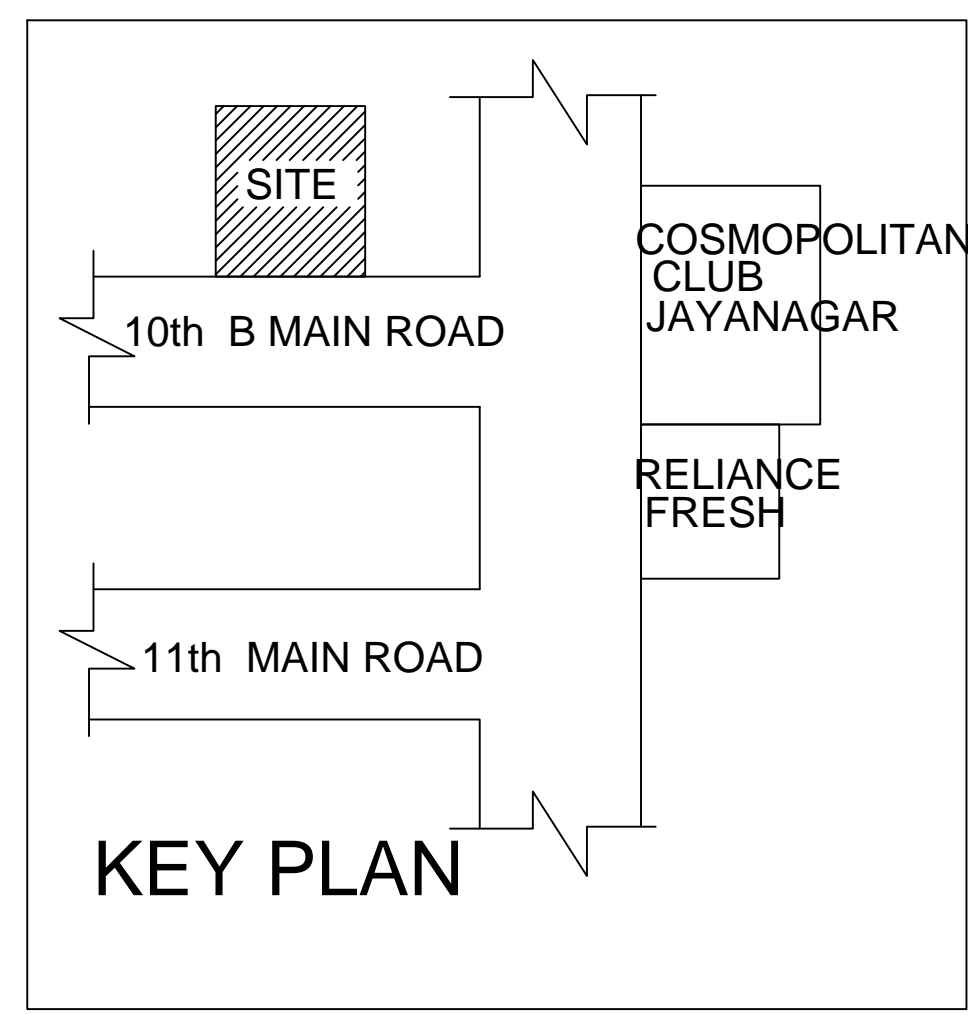 SITE
COSMOPOLITAN
CLUB
JAYANAGAR
10th B MAIN ROAD
RELIANCE
FRESH
11th MAIN ROAD
KEY PLAN